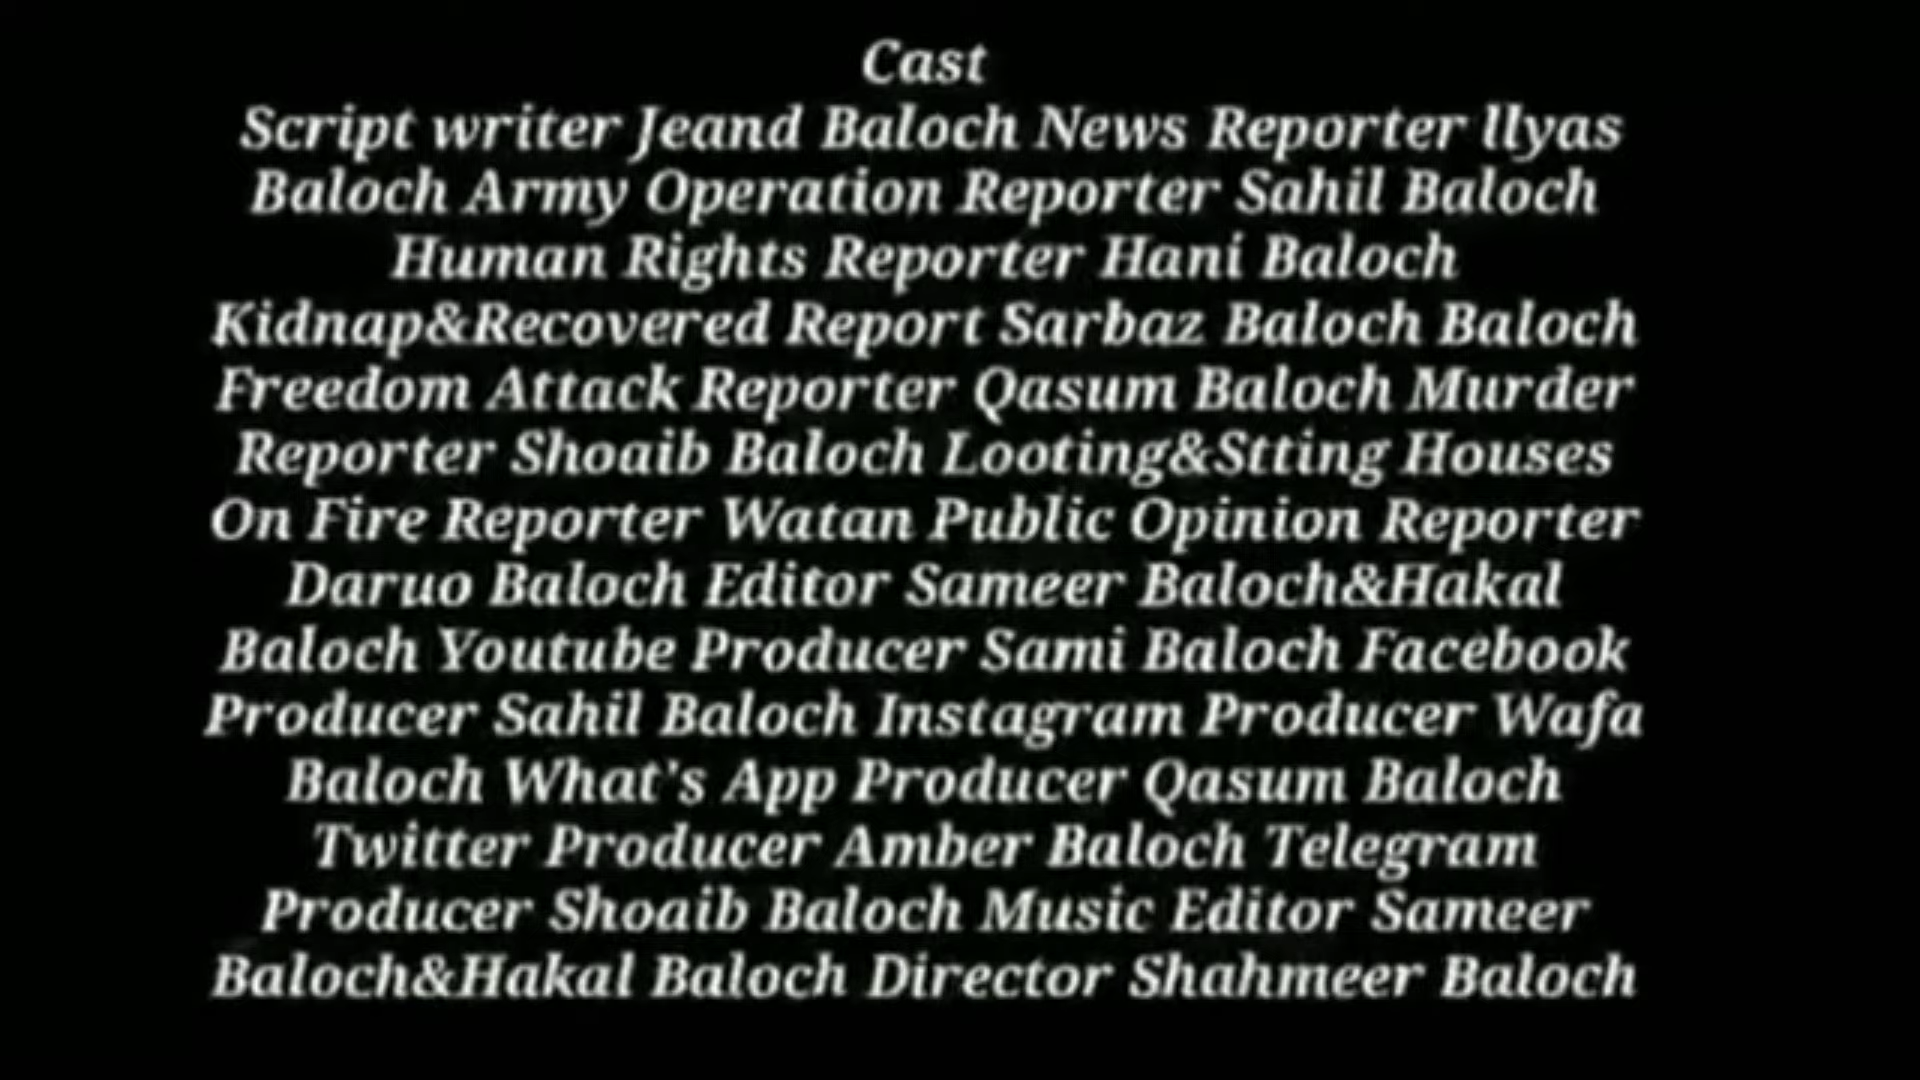 Cast
Script writer Jeand Baloch News Reporter llyas
Baloch Army Operation Reporter Sahil Baloch
Human Rights Reporter Hani Baloch
Kidnap&Recovered Report Sarbaz Baloch Baloch
Freedom Attack Reporter Qasum Baloch Murder
Reporter Shoaib Baloch Looting&Stting Houses
On Fire Reporter Watan Public Opinion Reporter
Daruo Baloch Editor Sameer Baloch&Hakal
Baloch Youtube Producer Sami Baloch Facebook
Producer Sahil Baloch Instagram Producer Wafa
Baloch What's App Producer Qasum Baloch
Twitter Producer Amber Baloch Telegram
Producer Shoaib Baloch Music Editor Sameer
Baloch&Hakal Baloch Director Shahmeer Baloch